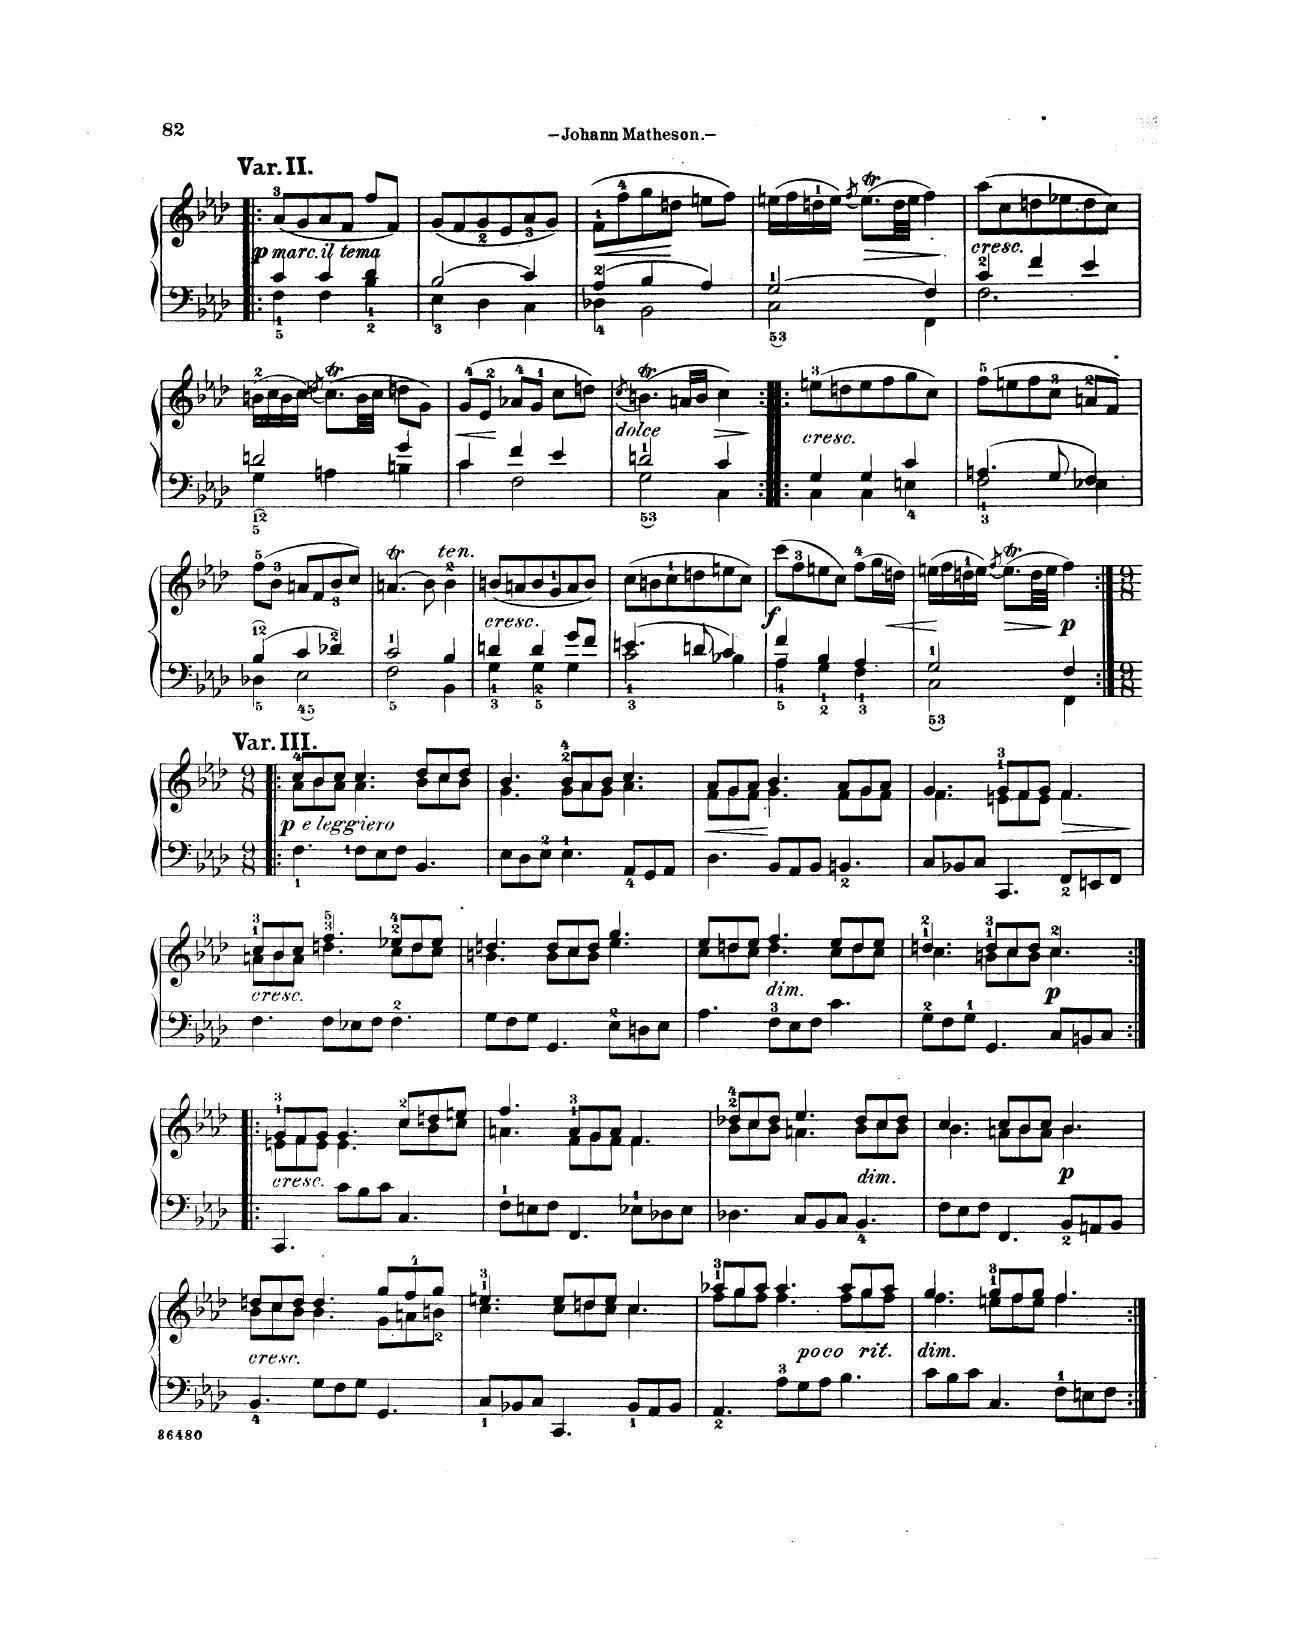 82
–Johann Matheson.–
Var. II.
p marc. il tema
cresc.
dolce
cresc.
ten.
cresc.
f
p
Var. III.
p e leggiero
cresc.
dim.
p
cresc.
dim.
p
cresc.
poco rit.
dim.
36480